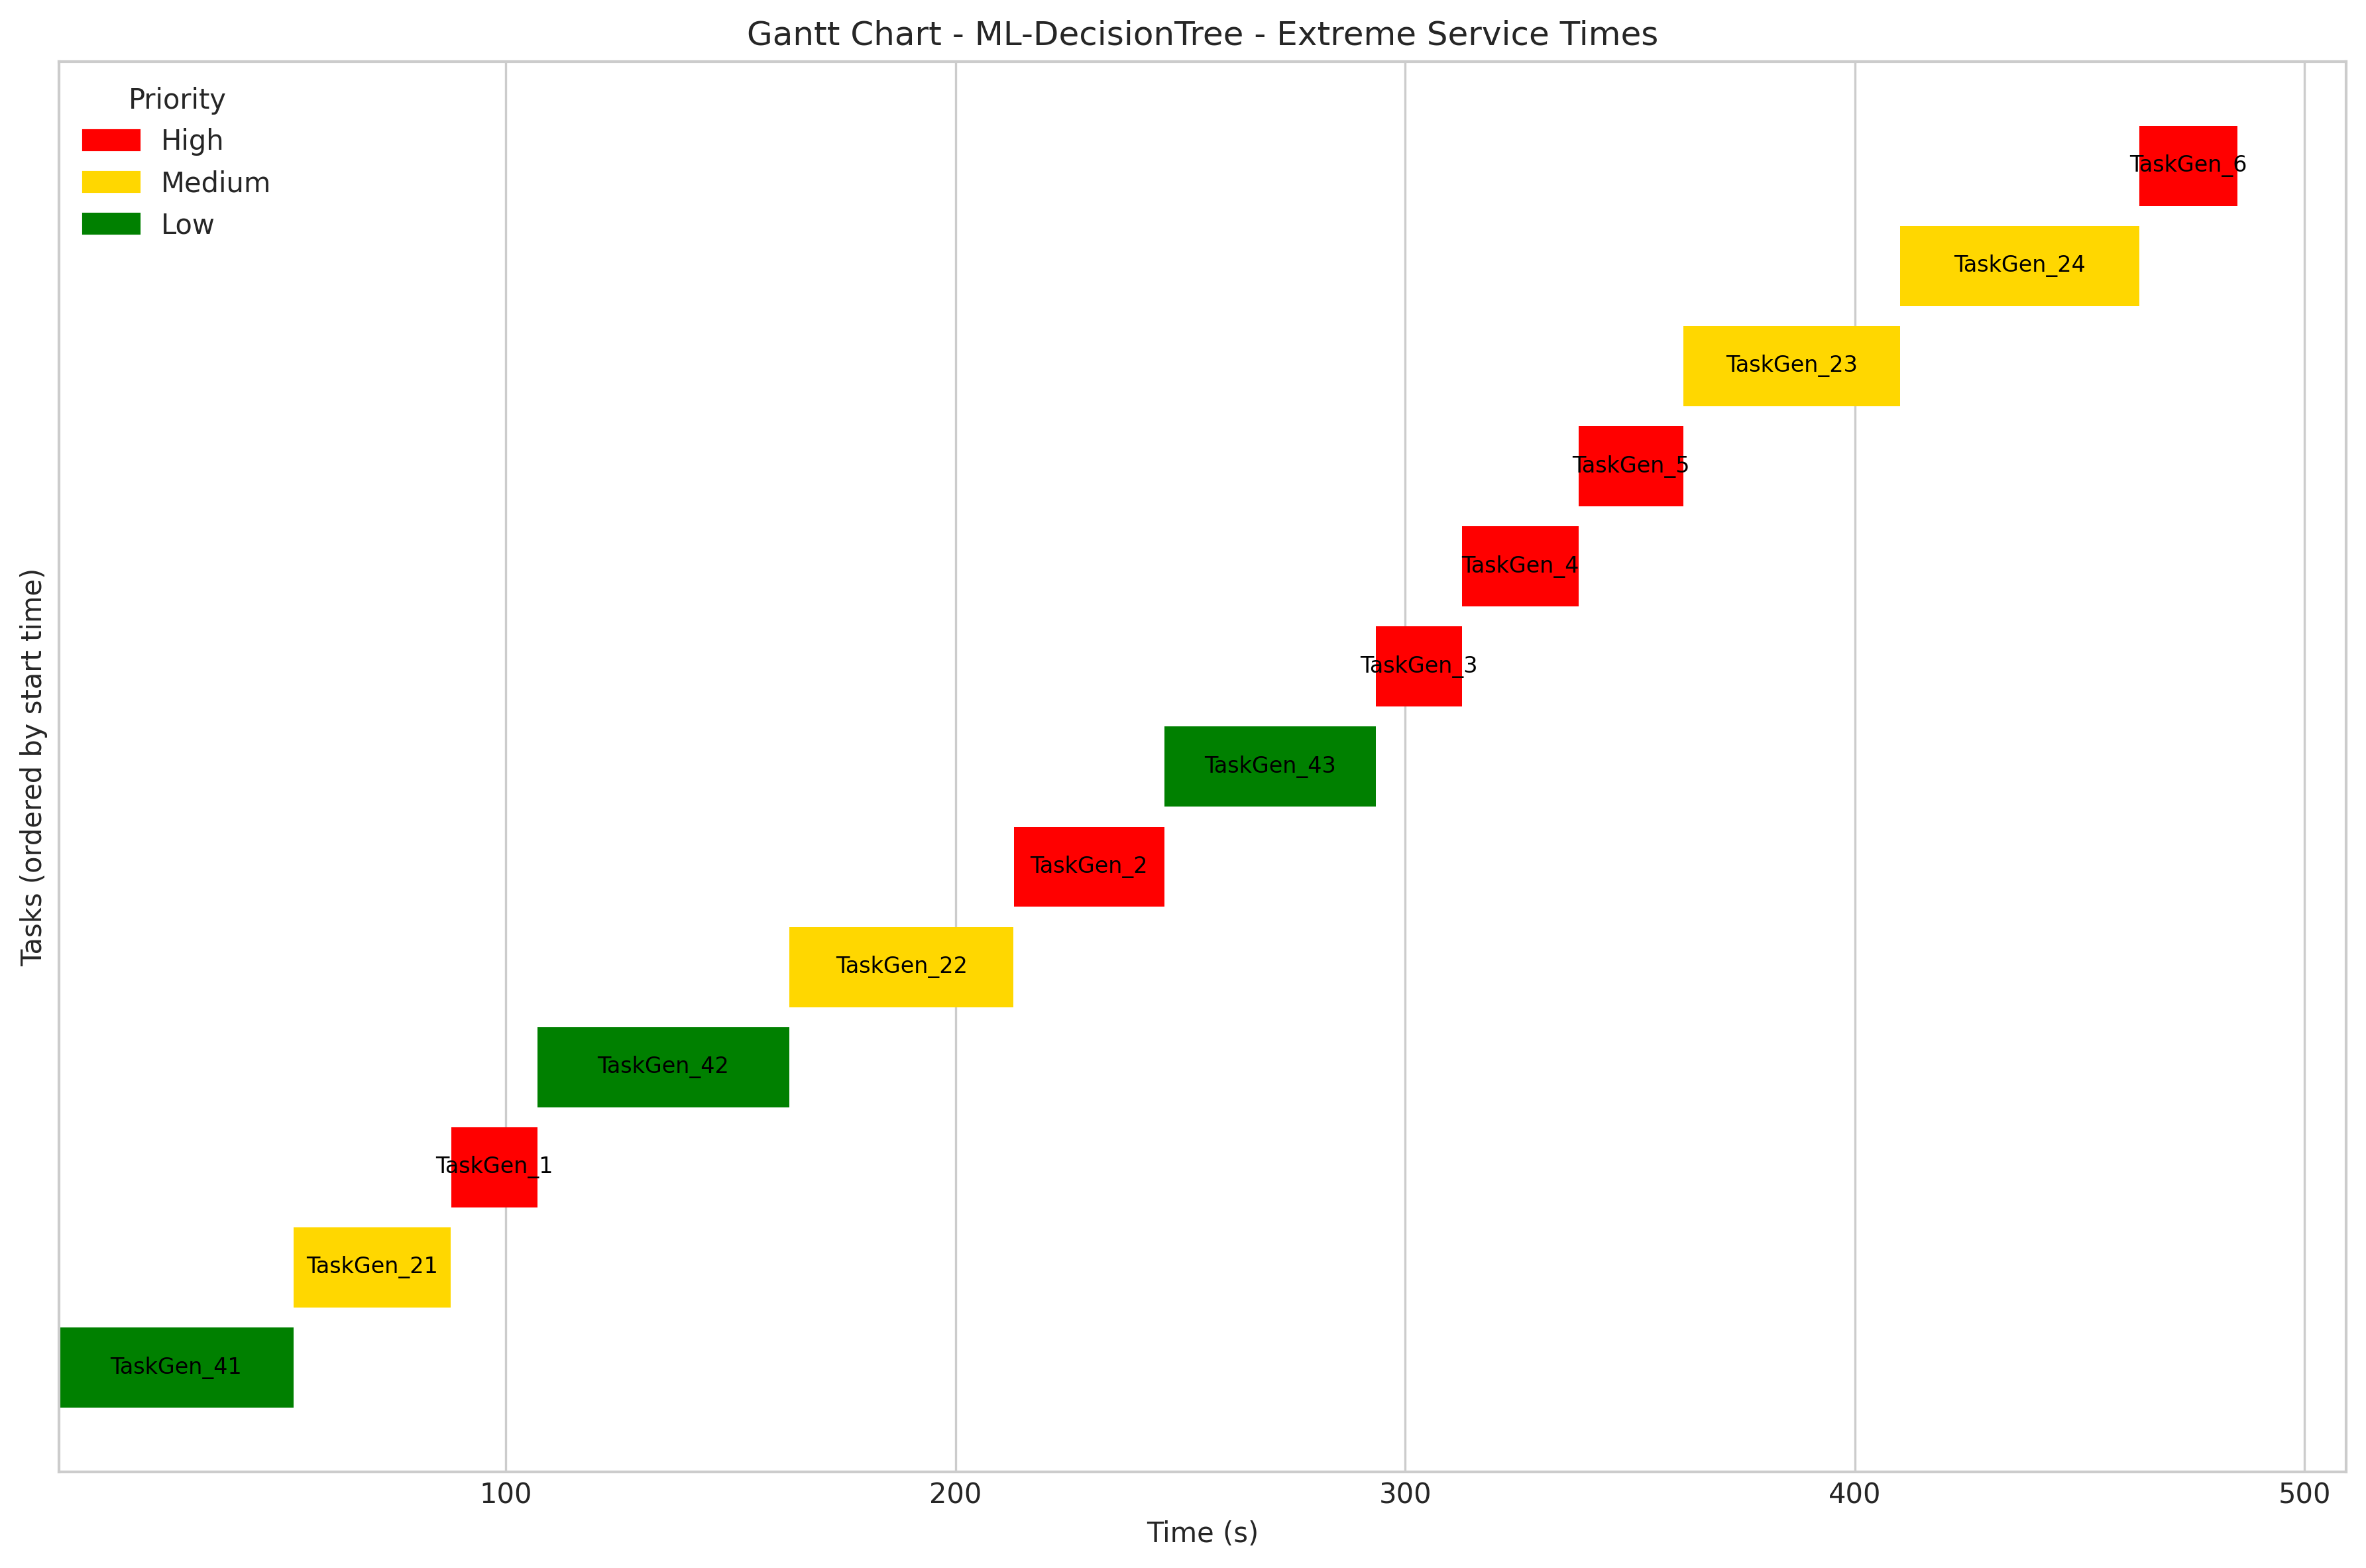 Gantt Chart - ML-DecisionTree - Extreme Service Times
Priority
High
Medium
Low
TaskGen_6
TaskGen_24
TaskGen_23
TaskGen_5
TaskGen_4
TaskGen_3
TaskGen_43
TaskGen_2
TaskGen_22
TaskGen_42
TaskGen_1
TaskGen_21
TaskGen_41
Tasks (ordered by start time)
100 200 300 400 500
Time (s)